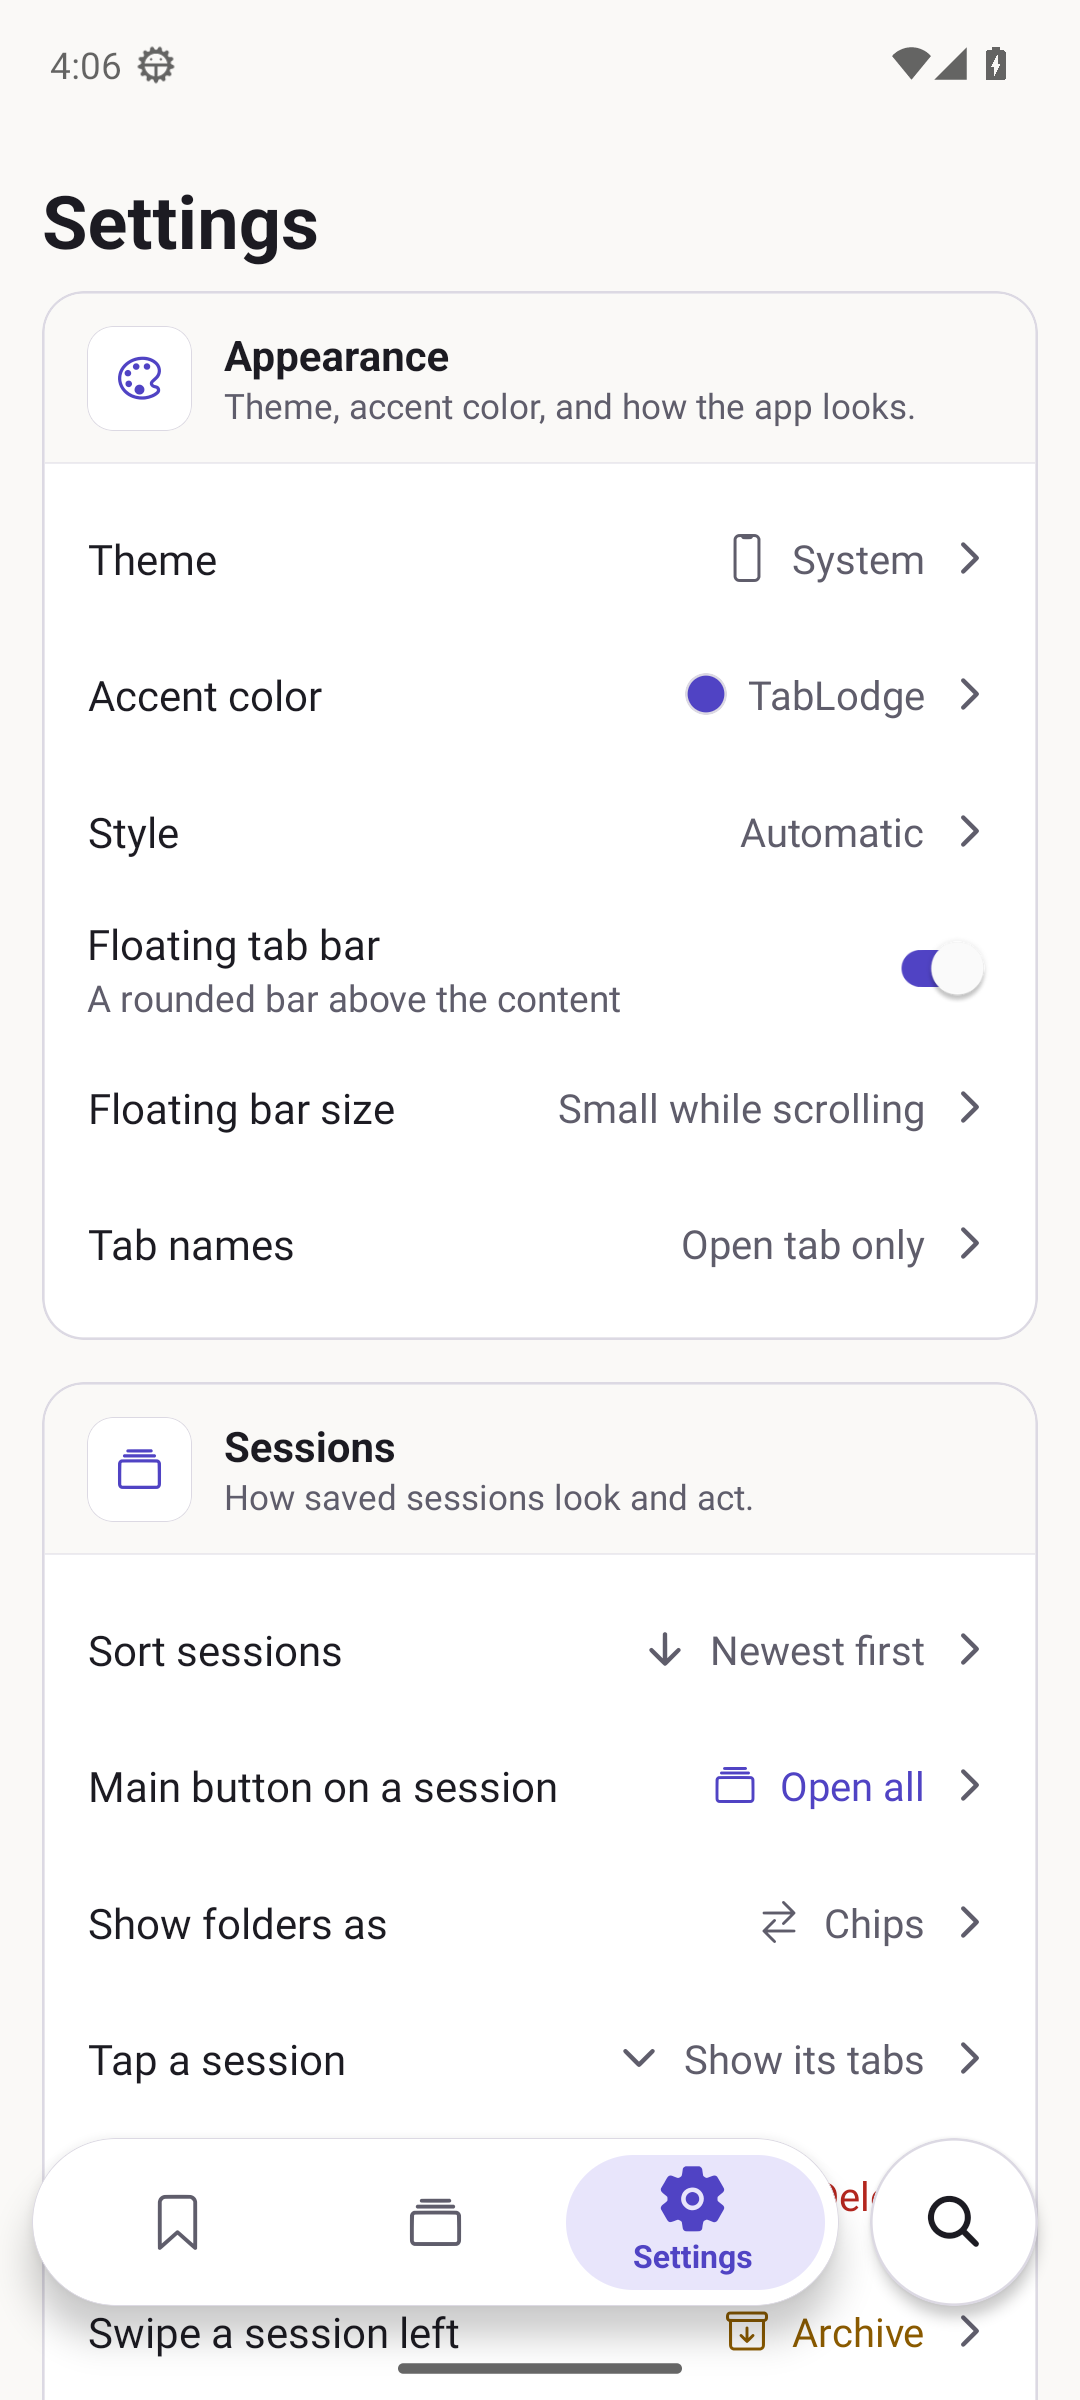 4:06
Settings
Appearance
Theme, accent color, and how the app looks.
Theme
System
Accent color
TabLodge
Style
Automatic
Floating tab bar
A rounded bar above the content
Floating bar size
Small while scrolling
Tab names
Open tab only
Sessions
How saved sessions look and act.
Sort sessions
Newest first
Main button on a session
Open all
Show folders as
Chips
Tap a session
Show its tabs
Settings
Swipe a session left
Archive